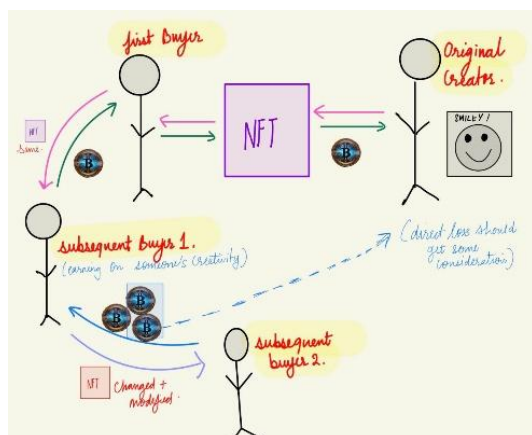 first Buyer
Original
Creator.
SMILEY!
NFT
NFT
Same.
subsequent Buyer 1.
(earning on someone's creativity)
(direct loss should
get some
consideration)
subsequent
buyer 2.
NFT
Changed +
modified.